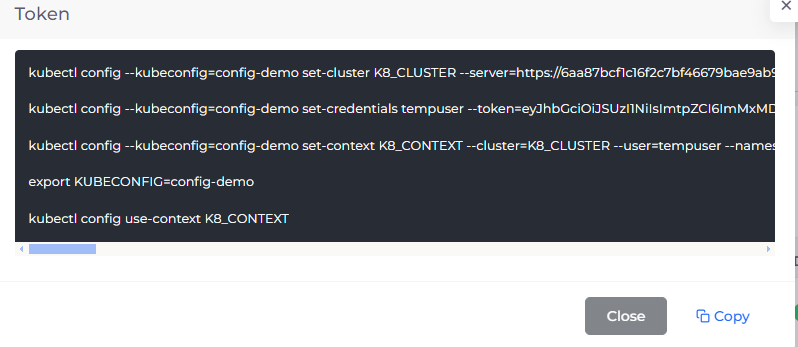 Token
kubectl config --kubeconfig=config-demo set-cluster K8_CLUSTER --server=https://6aa87bcf1c16f2c7bf46679bae9ab9
kubectl config --kubeconfig=config-demo set-credentials tempuser --token=eyJhbGciOiJSUzI1NiIsImtpZCI6ImMxMD
kubectl config --kubeconfig=config-demo set-context K8_CONTEXT --cluster=K8_CLUSTER --user=tempuser --names
export KUBECONFIG=config-demo
kubectl config use-context K8_CONTEXT
Close
Copy